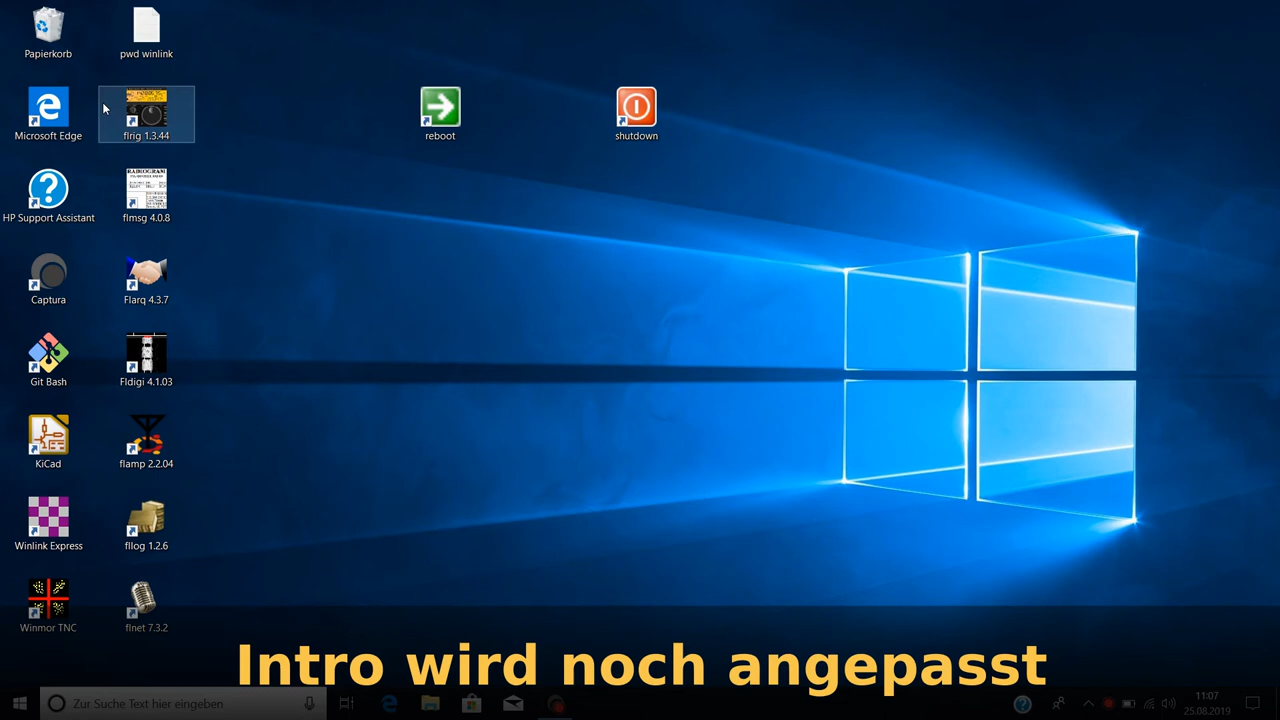 Papierkorb
pwd winlink
Microsoft Edge
flrig 1.3.44
reboot
shutdown
HP Support Assistant
RADIOGRAM
flmsg 4.0.8
Captura
Flarq 4.3.7
Git Bash
Fldigi 4.1.03
KiCad
flamp 2.2.04
Winlink Express
fllog 1.2.6
Winmor TNC
flnet 7.3.2
Intro wird noch angepasst
Zur Suche Text hier eingeben
11:07
25.08.2019